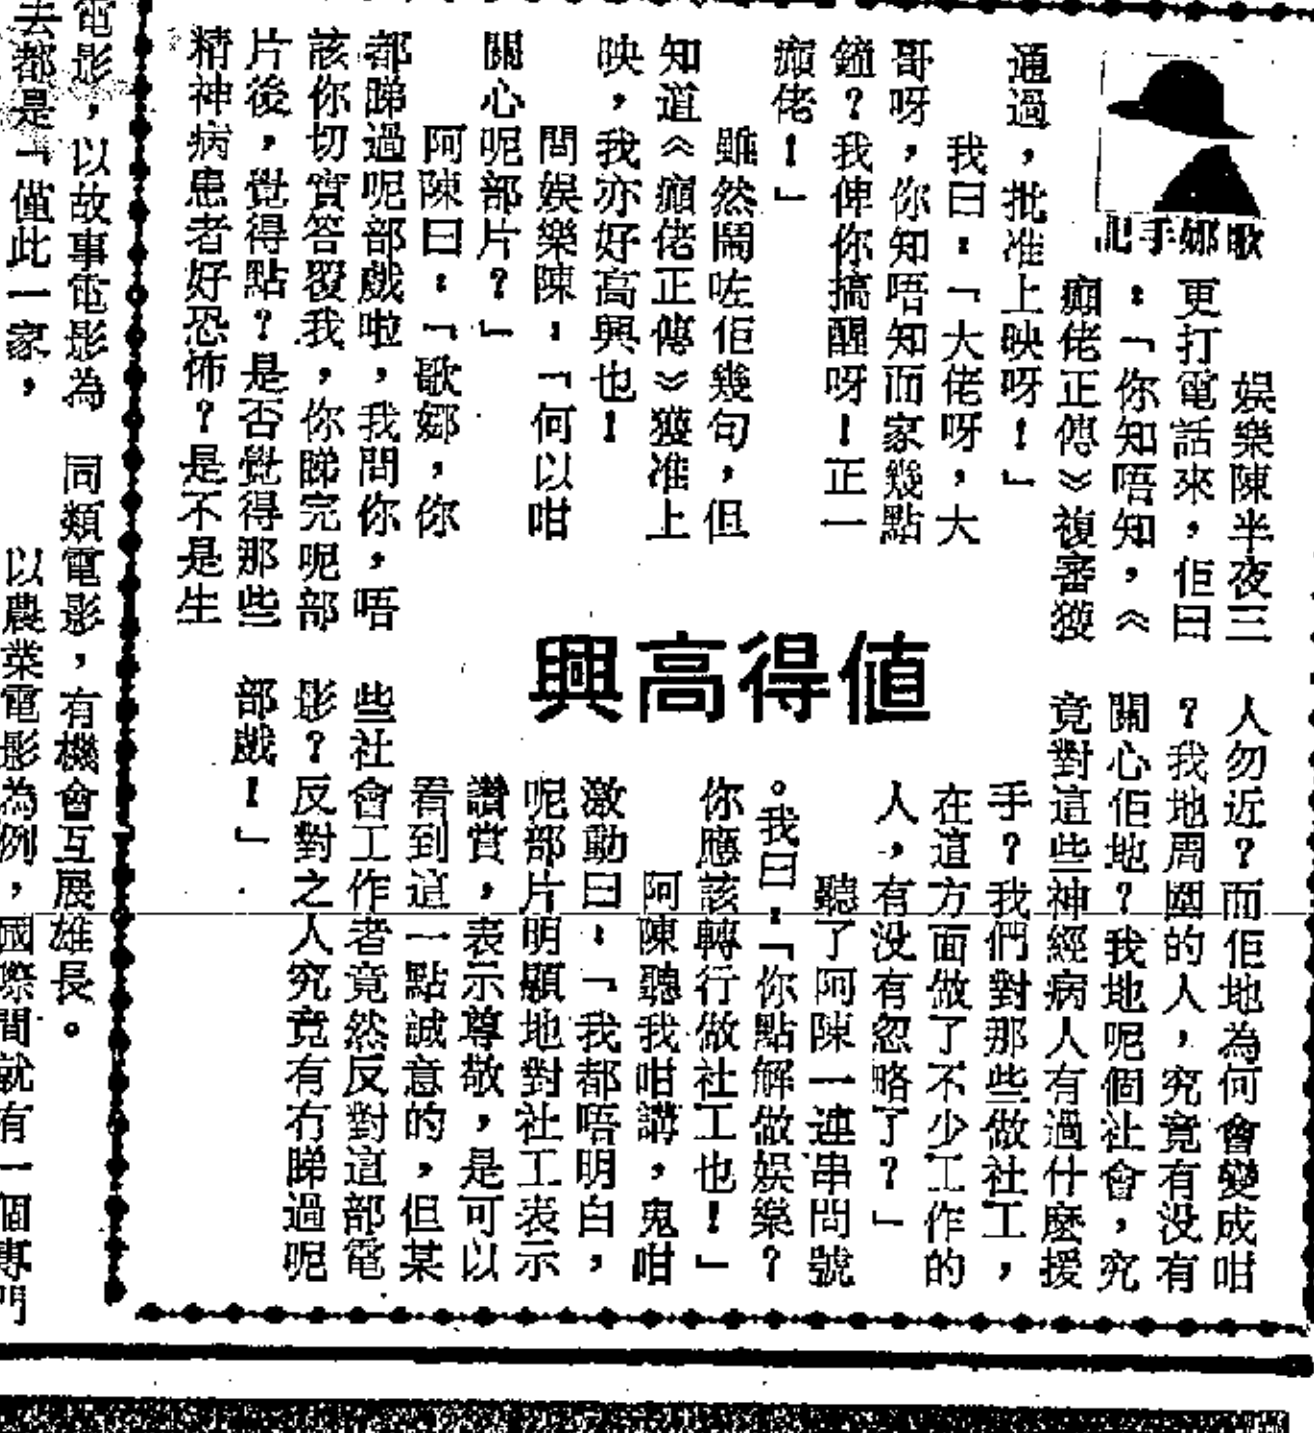 歌娜手記
值得高興
娛樂陳半夜三
更打電話來，佢曰
：「你知唔知，《
癲佬正傳》複審獲
通過，批准上映呀！」
我曰：「大佬呀，大
哥呀，你知唔知而家幾點
鐘？我俾你搞醒呀！正一
癲佬！」
雖然鬧咗佢幾句，但
知道《癲佬正傳》獲准上
映，我亦好高興也！
問娛樂陳：「何以咁
關心呢部片？」
阿陳曰：「歌娜，你
都睇過呢部戲啦，我問你，唔
該你切實答覆我，你睇完呢部
片後，覺得點？是否覺得那些
精神病患者好恐怖？是不是生
人勿近？而佢地為何會變成咁
？我地周圍的人，究竟有没有
關心佢地？我地呢個社會，究
竟對這些神經病人有過什麽援
手？我們對那些做社工，
在這方面做了不少工作的
人，有没有忽略了？」
聽了阿陳一連串問號
。我曰：「你點解做娛樂？
你應該轉行做社工也！」
阿陳聽我咁講，鬼咁
激動曰：「我都唔明白，
呢部片明顯地對社工表示
讚賞，表示尊敬，是可以
看到這一點誠意的，但某
些社會工作者竟然反對這部電
影？反對之人究竟有冇睇過呢
部戲！」
電影，以故事電影為
去都是「僅此一家，
同類電影，有機會互展雄長。
以農業電影為例，國際間就有一個專門